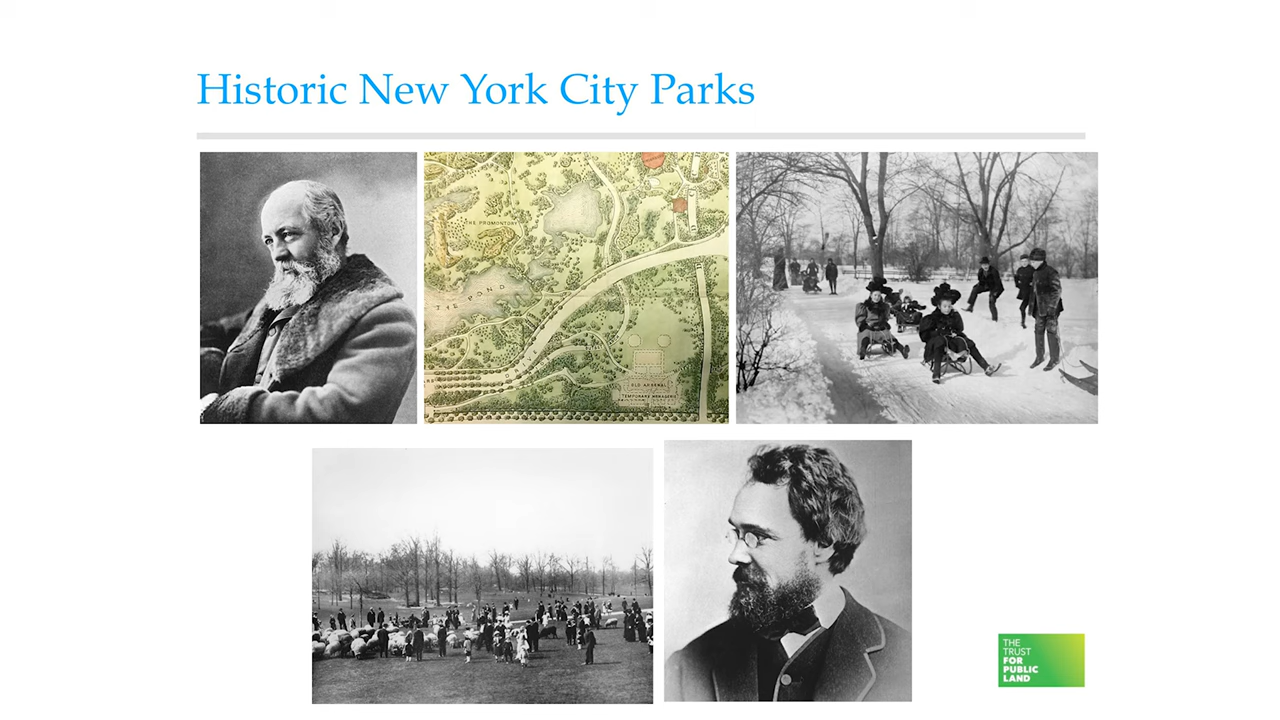 Historic New York City Parks
THE PROMONTORY
THE POND
OLD ARSENAL
TEMPORARY MENAGERIE
THE
TRUST
FOR
PUBLIC
LAND